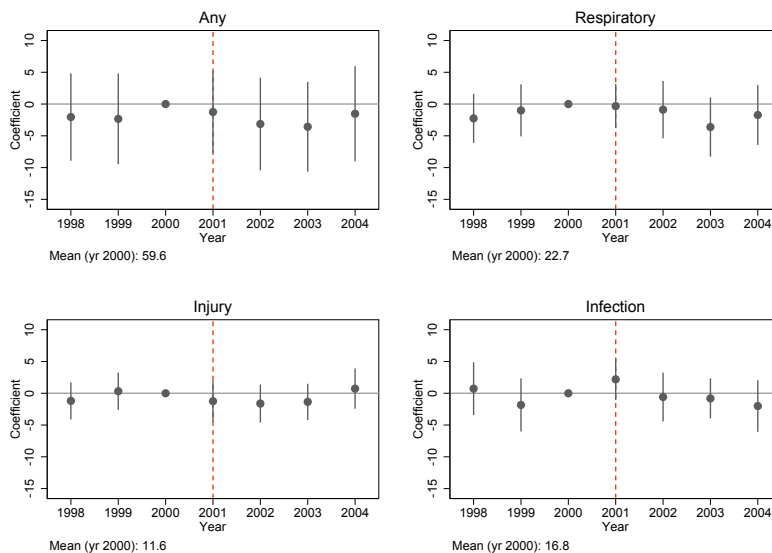 Any
Coefficient
-15 -10 -5 0 5 10
1998 1999 2000 2001 2002 2003 2004
Year
Mean (yr 2000): 59.6
Respiratory
Coefficient
-15 -10 -5 0 5 10
1998 1999 2000 2001 2002 2003 2004
Year
Mean (yr 2000): 22.7
Injury
Coefficient
-15 -10 -5 0 5 10
1998 1999 2000 2001 2002 2003 2004
Year
Mean (yr 2000): 11.6
Infection
Coefficient
-15 -10 -5 0 5 10
1998 1999 2000 2001 2002 2003 2004
Year
Mean (yr 2000): 16.8